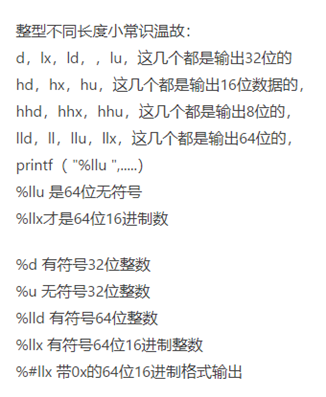 整型不同长度小常识温故：
d，lx，ld，，lu，这几个都是输出32位的
hd，hx，hu，这几个都是输出16位数据的，
hhd，hhx，hhu，这几个都是输出8位的，
lld，ll，llu，llx，这几个都是输出64位的，
printf（ "%llu ",.....）
%llu 是64位无符号
%llx才是64位16进制数
%d 有符号32位整数
%u 无符号32位整数
%lld 有符号64位整数
%llx 有符号64位16进制整数
%#llx 带0x的64位16进制格式输出